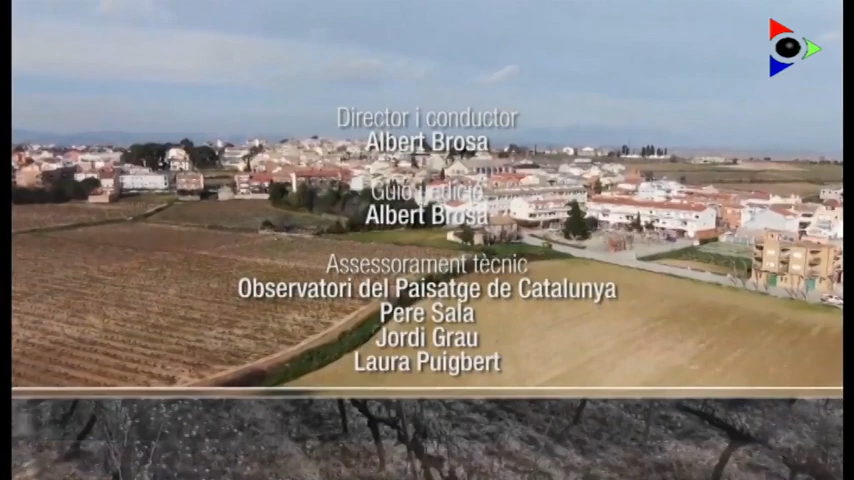 Director i conductor
Albert Brosa
Guió i edició
Albert Brosa
Assessorament tècnic
Observatori del Paisatge de Catalunya
Pere Sala
Jordi Grau
Laura Puigbert